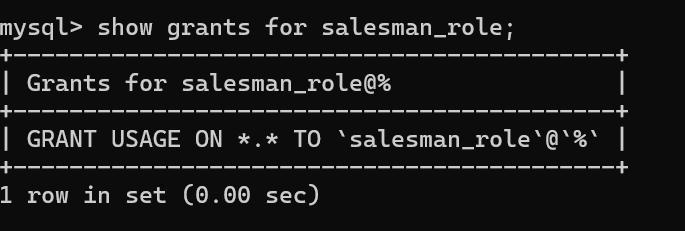 mysql> show grants for salesman_role;
+-------------------------------------------+
| Grants for salesman_role@%                |
+-------------------------------------------+
| GRANT USAGE ON *.* TO `salesman_role`@`%` |
+-------------------------------------------+
1 row in set (0.00 sec)